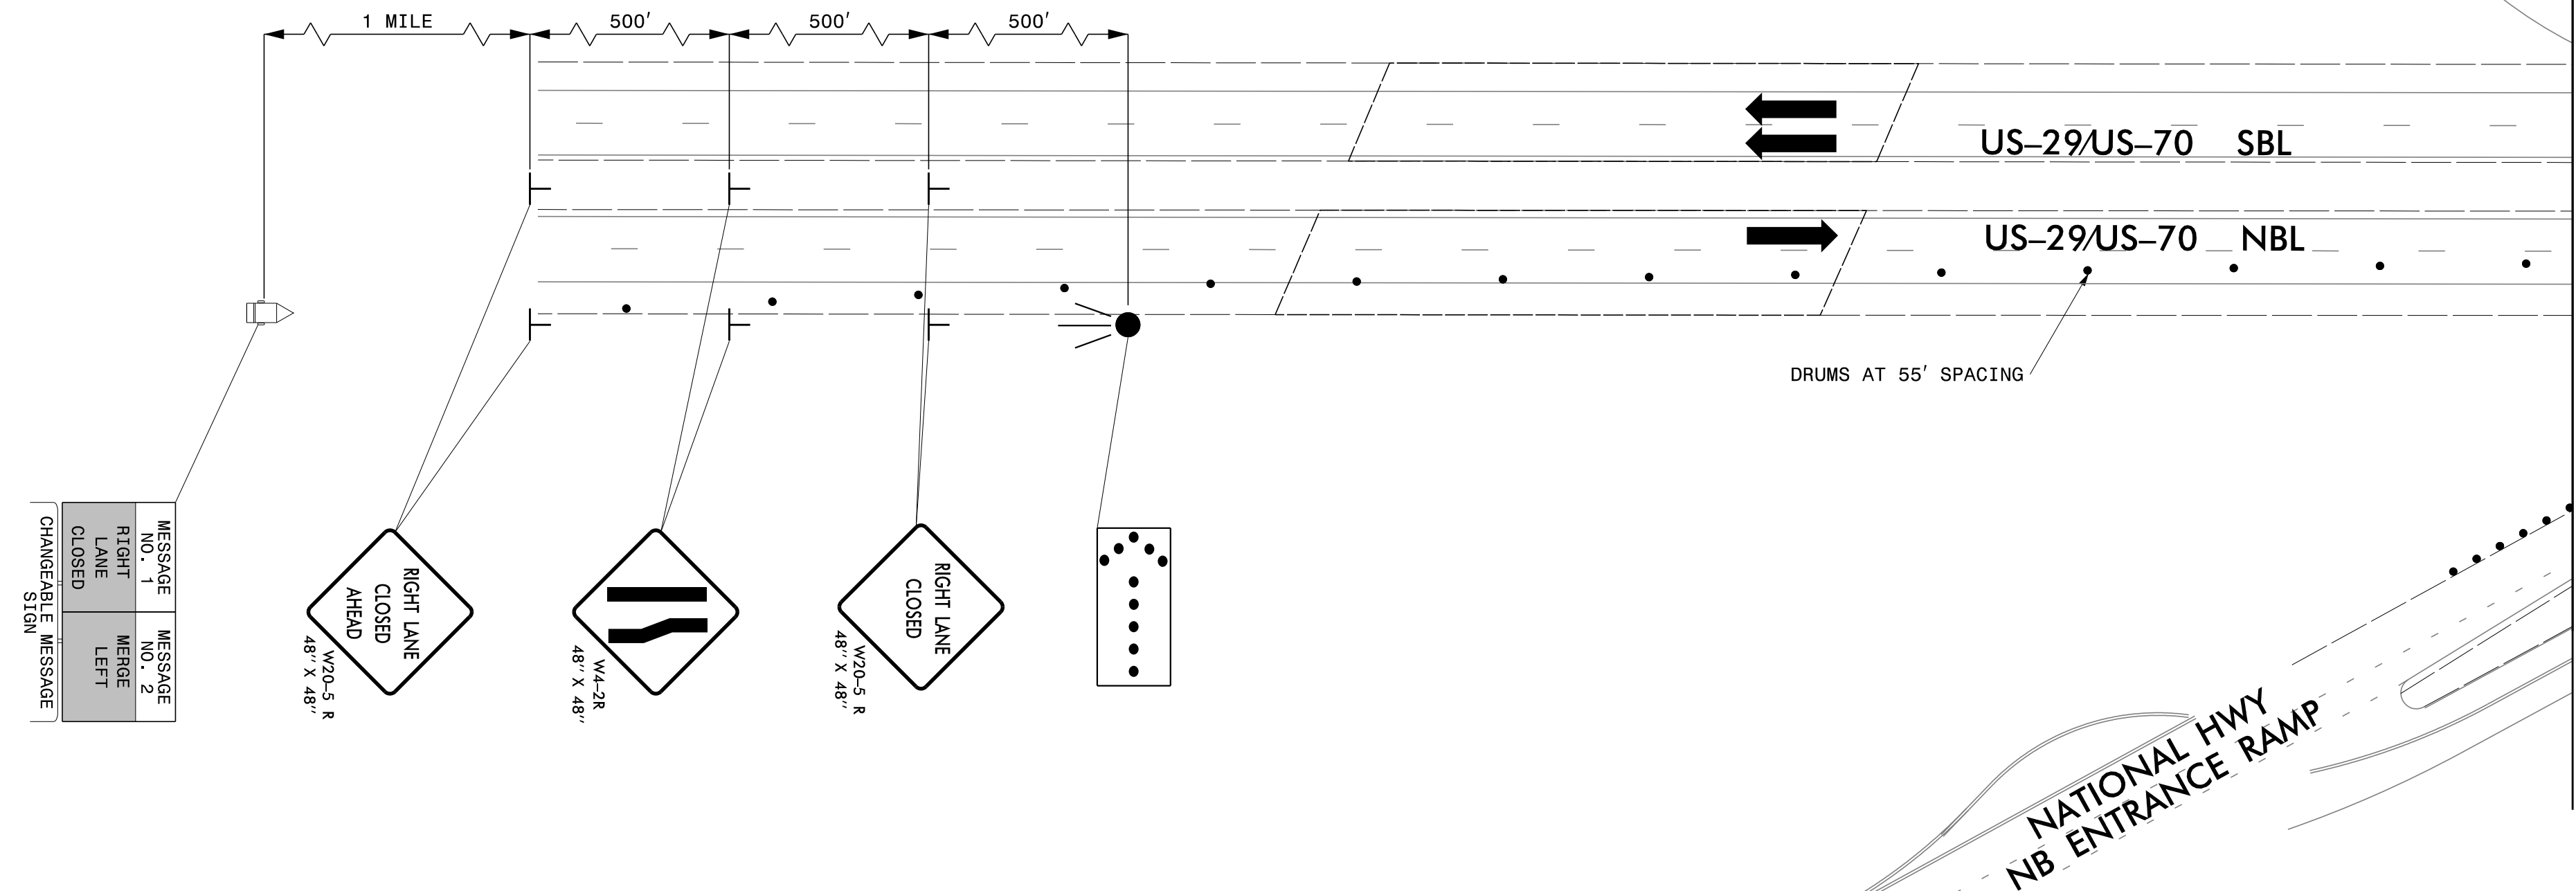 1 MILE
500'
500'
500'
US-29/US-70 SBL
US-29/US-70 NBL
DRUMS AT 55' SPACING
MESSAGE
NO. 1
RIGHT
LANE
CLOSED
MESSAGE
NO. 2
MERGE
LEFT
CHANGEABLE MESSAGE
SIGN
RIGHT LANE
CLOSED
AHEAD
W20-5 R
48" X 48"
W4-2R
48" X 48"
RIGHT LANE
CLOSED
W20-5 R
48" X 48"
NATIONAL HWY
NB ENTRANCE RAMP